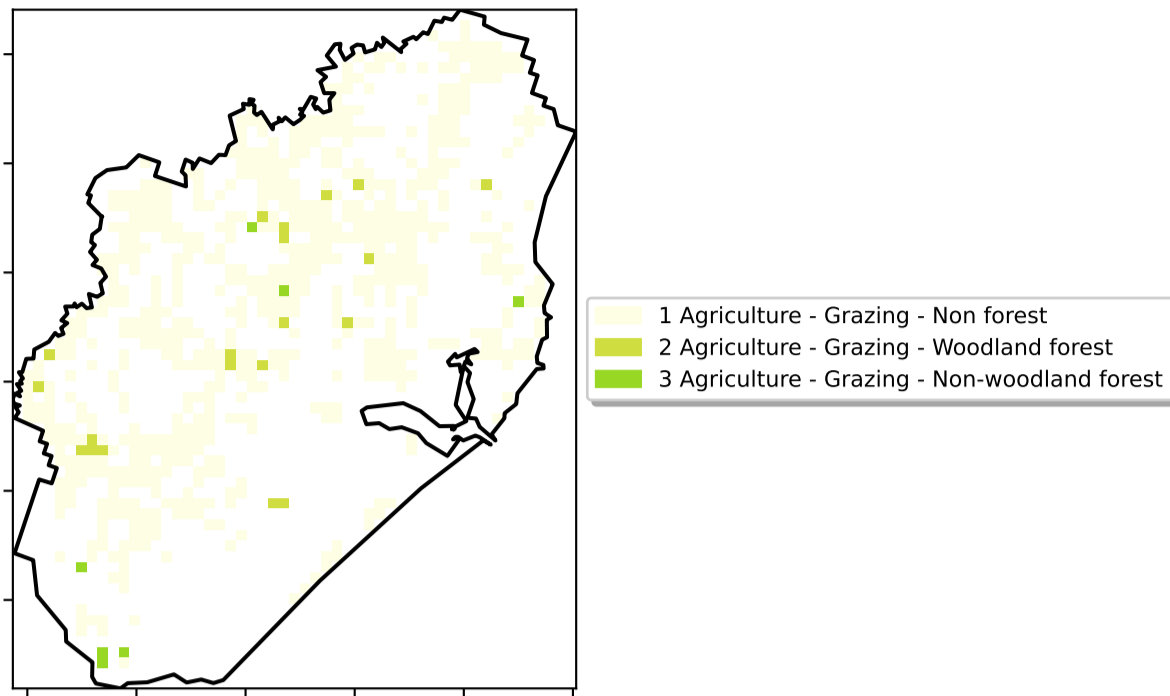 1 Agriculture - Grazing - Non forest
2 Agriculture - Grazing - Woodland forest
3 Agriculture - Grazing - Non-woodland forest